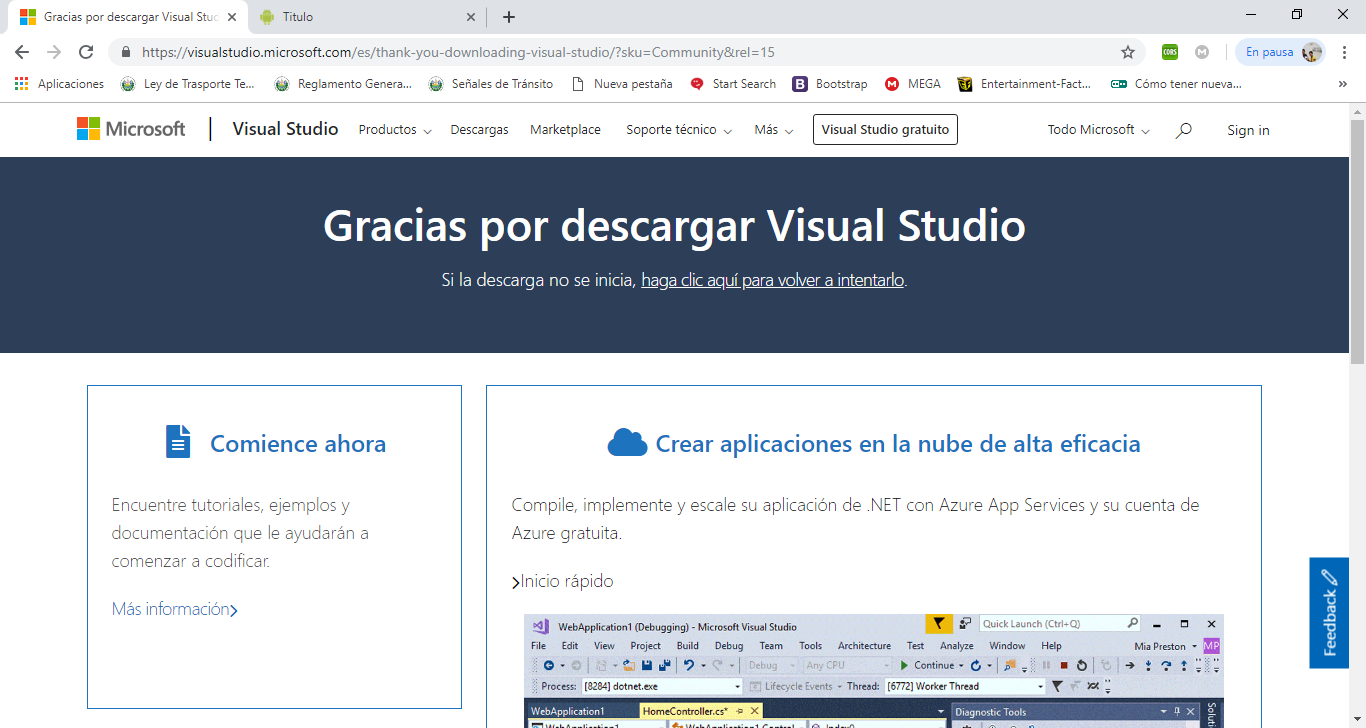 Gracias por descargar Visual Stuc
Titulo
https://visualstudio.microsoft.com/es/thank-you-downloading-visual-studio/?sku=Community&rel=15
CORS
M
En pausa
Aplicaciones
Ley de Trasporte Te...
Reglamento Genera...
Señales de Tránsito
Nueva pestaña
Start Search
B
Bootstrap
M
MEGA
Entertainment-Fact...
Cómo tener nueva...
»
Microsoft
Visual Studio
Productos
Descargas
Marketplace
Soporte técnico
Más
Visual Studio gratuito
Todo Microsoft
Sign in
Gracias por descargar Visual Studio
Si la descarga no se inicia, haga clic aquí para volver a intentarlo.
Comience ahora
Encuentre tutoriales, ejemplos y
documentación que le ayudarán a
comenzar a codificar.
Más información
Crear aplicaciones en la nube de alta eficacia
Compile, implemente y escale su aplicación de .NET con Azure App Services y su cuenta de
Azure gratuita.
Inicio rápido
Feedback
WebApplication1 (Debugging) - Microsoft Visual Studio
Quick Launch (Ctrl+Q)
File Edit View Project Build Debug Team Tools Architecture Test Analyze Window Help
Mia Preston
MP
Debug
Any CPU
Continue
Process: [8284] dotnet.exe
Lifecycle Events
Thread: [6772] Worker Thread
WebApplication1
HomeController.cs*
Diagnostic Tools
WebApplication1
WebApplication1.Control
Index()